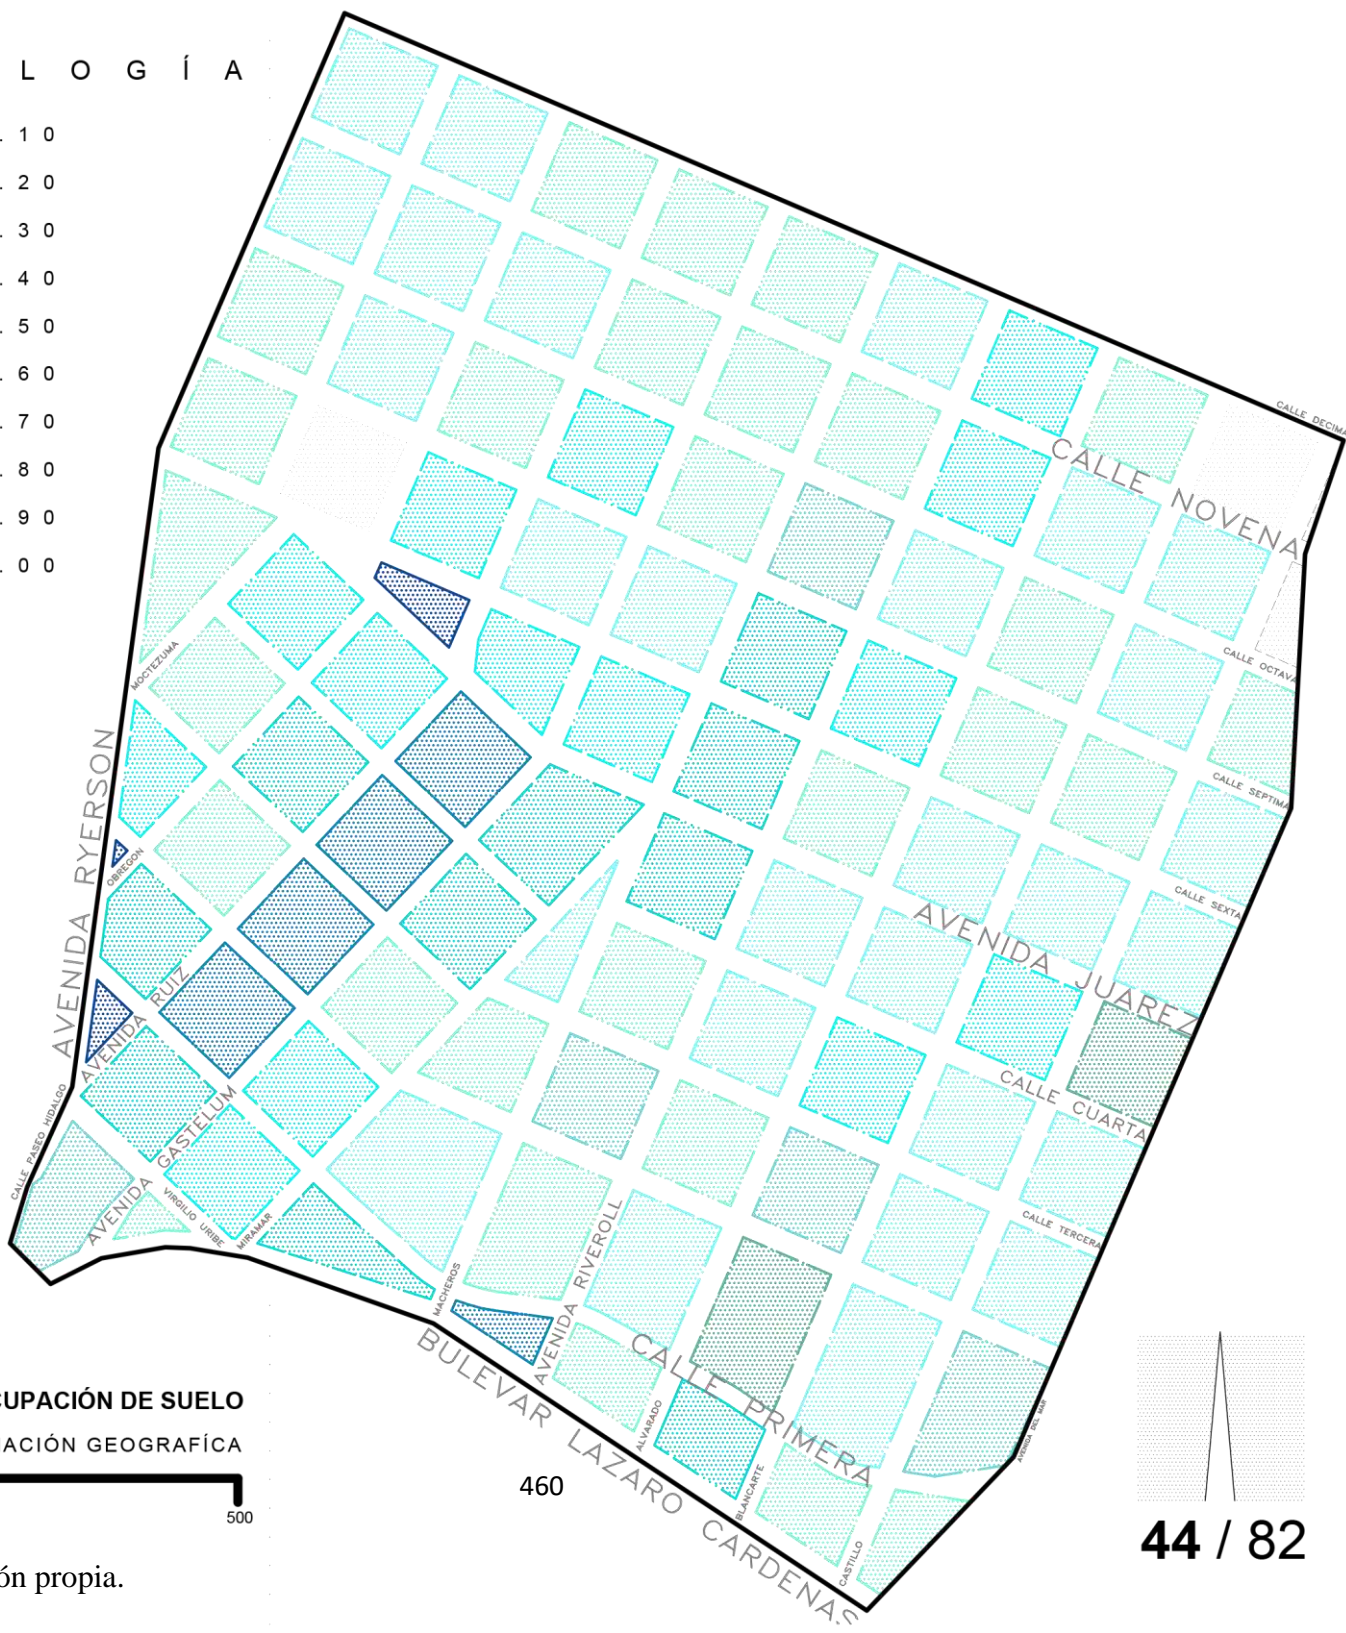 L O G Í A
. 1 0
. 2 0
. 3 0
. 4 0
. 5 0
. 6 0
. 7 0
. 8 0
. 9 0
. 0 0
CALLE DECIMA
CALLE NOVENA
CALLE OCTAVA
CALLE SEPTIMA
CALLE SEXTA
AVENIDA JUAREZ
CALLE CUARTA
CALLE TERCERA
MOCTEZUMA
AVENIDA RYERSON
OBREGON
AVENIDA RUIZ
CALLE PASEO HIDALGO
AVENIDA GASTELUM
VIRGILIO URIBE
MIRAMAR
MACHEROS
AVENIDA RIVEROLL
CALLE PRIMERA
ALVARADO
BLANCARTE
CASTILLO
AVENIDA DEL MAR
BULEVAR LAZARO CARDENAS
CUPACIÓN DE SUELO
MACIÓN GEOGRAFÍCA
500
460
44 / 82
ón propia.